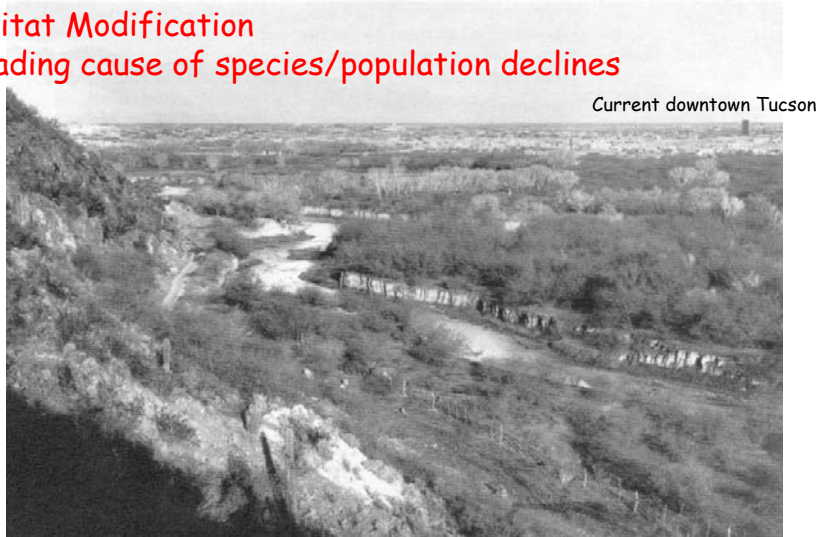 itat Modification
ading cause of species/population declines
Current downtown Tucson